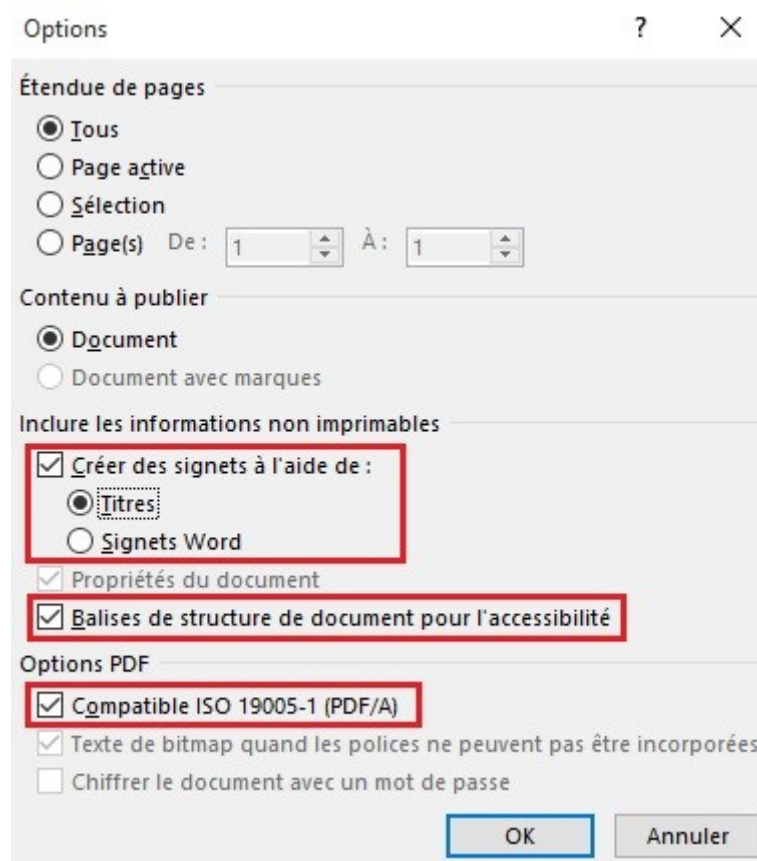 Options ?
Étendue de pages
Tous
Page active
Sélection
Page(s) De : 1 À : 1
Contenu à publier
Document
Document avec marques
Inclure les informations non imprimables
Créer des signets à l'aide de :
Titres
Signets Word
Propriétés du document
Balises de structure de document pour l'accessibilité
Options PDF
Compatible ISO 19005-1 (PDF/A)
Texte de bitmap quand les polices ne peuvent pas être incorporées
Chiffrer le document avec un mot de passe
OK Annuler